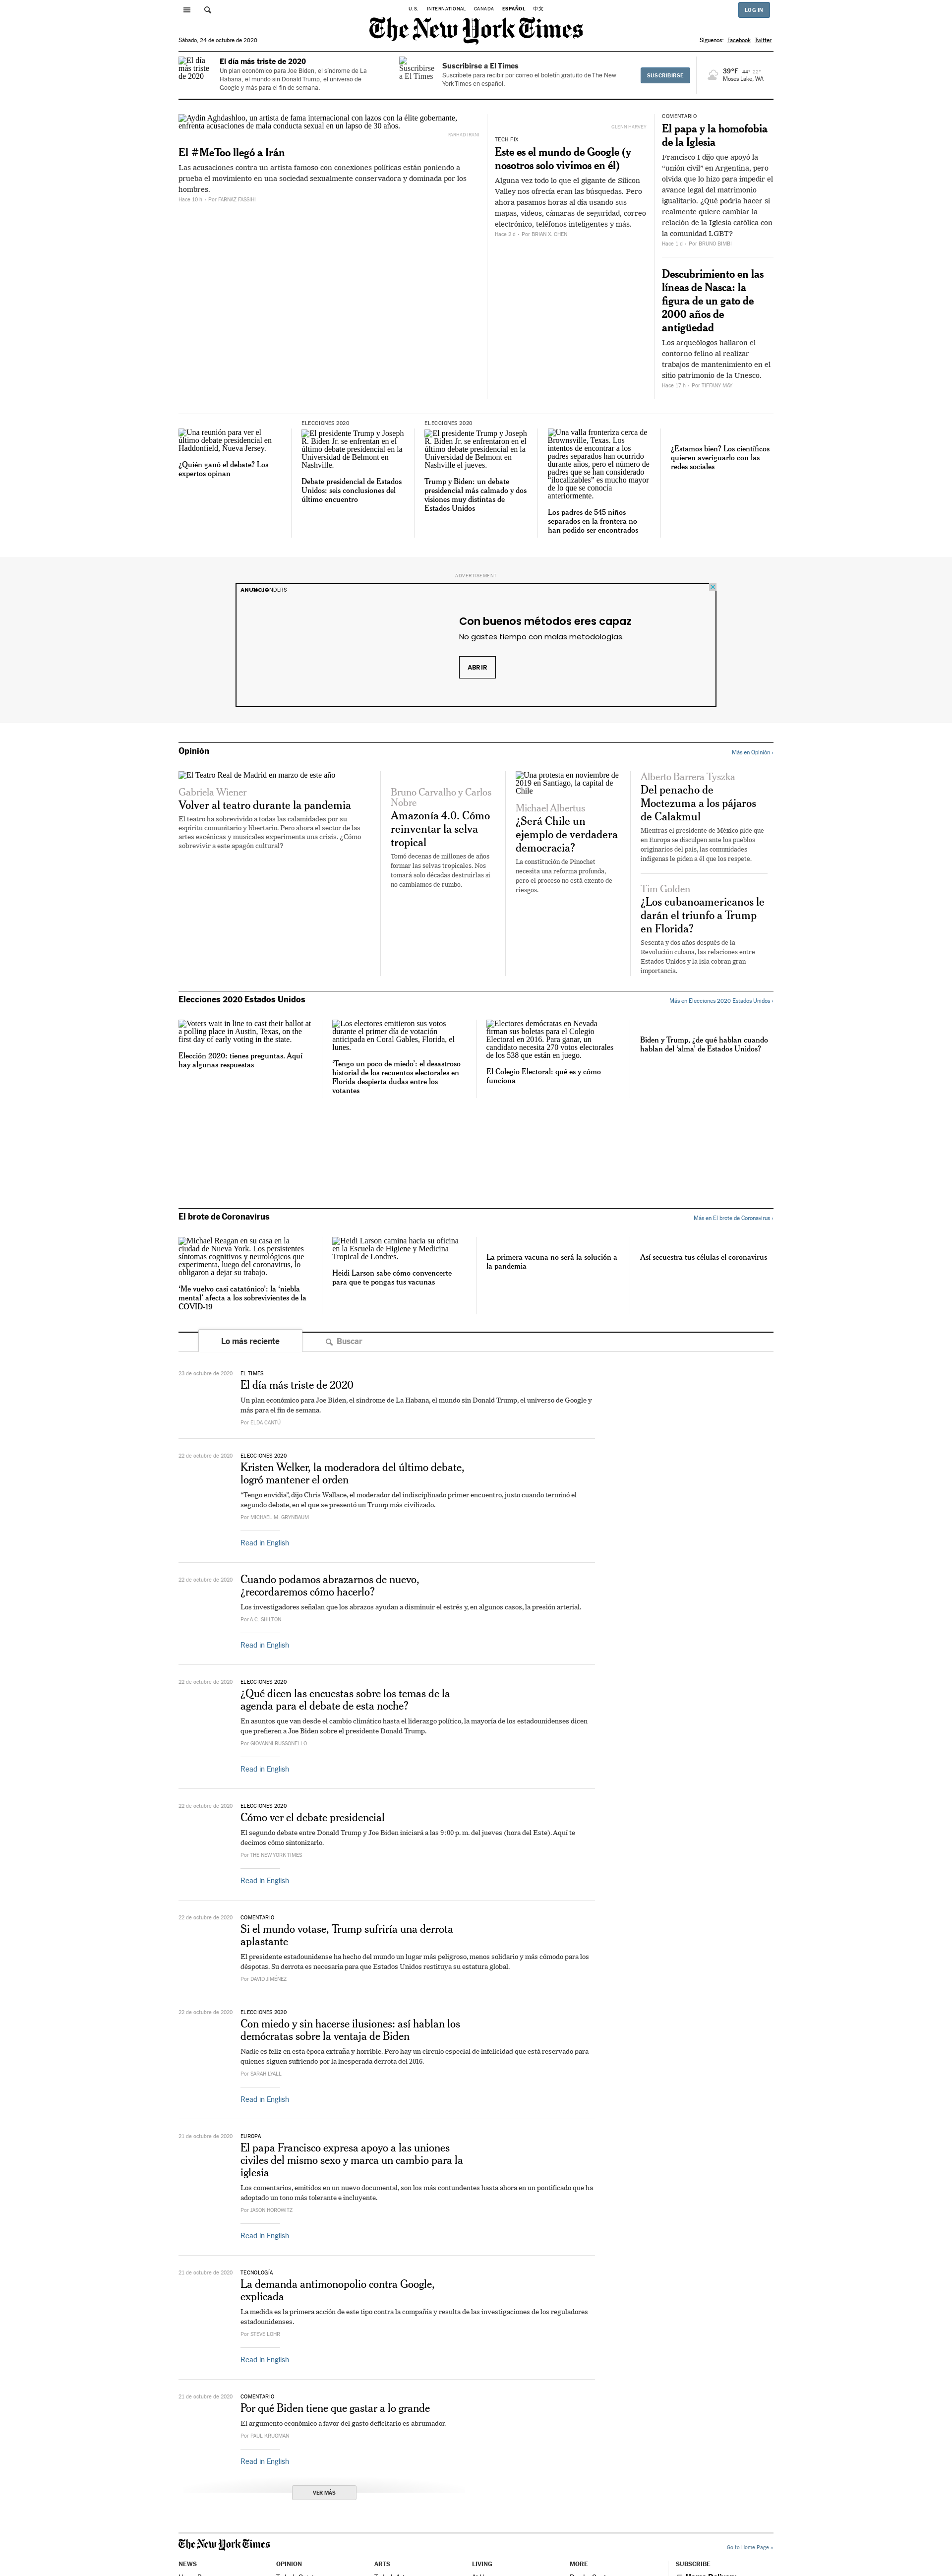 U.S. INTERNATIONAL CANADA ESPAÑOL 中文
LOG IN
The New York Times
Sábado, 24 de octubre de 2020
Síguenos: Facebook Twitter
El día
más triste
de 2020
El día más triste de 2020
Un plan económico para Joe Biden, el síndrome de La
Habana, el mundo sin Donald Trump, el universo de
Google y más para el fin de semana.
Suscribirse
a El Times
Suscribirse a El Times
Suscríbete para recibir por correo el boletín gratuito de The New
York Times en español.
SUSCRIBIRSE
39°F 44° 22°
Moses Lake, WA
Aydin Aghdashloo, un artista de fama internacional con lazos con la élite gobernante,
enfrenta acusaciones de mala conducta sexual en un lapso de 30 años.
FARHAD IRANI
El #MeToo llegó a Irán
Las acusaciones contra un artista famoso con conexiones políticas están poniendo a
prueba el movimiento en una sociedad sexualmente conservadora y dominada por los
hombres.
Hace 10 h - Por FARNAZ FASSIHI
GLENN HARVEY
TECH FIX
Este es el mundo de Google (y
nosotros solo vivimos en él)
Alguna vez todo lo que el gigante de Silicon
Valley nos ofrecía eran las búsquedas. Pero
ahora pasamos horas al día usando sus
mapas, videos, cámaras de seguridad, correo
electrónico, teléfonos inteligentes y más.
Hace 2 d - Por BRIAN X. CHEN
COMENTARIO
El papa y la homofobia
de la Iglesia
Francisco I dijo que apoyó la
“unión civil” en Argentina, pero
olvida que lo hizo para impedir el
avance legal del matrimonio
igualitario. ¿Qué podría hacer si
realmente quiere cambiar la
relación de la Iglesia católica con
la comunidad LGBT?
Hace 1 d - Por BRUNO BIMBI
Descubrimiento en las
líneas de Nasca: la
figura de un gato de
2000 años de
antigüedad
Los arqueólogos hallaron el
contorno felino al realizar
trabajos de mantenimiento en el
sitio patrimonio de la Unesco.
Hace 17 h - Por TIFFANY MAY
Una reunión para ver el
último debate presidencial en
Haddonfield, Nueva Jersey.
¿Quién ganó el debate? Los
expertos opinan
ELECCIONES 2020
El presidente Trump y Joseph
R. Biden Jr. se enfrentan en el
último debate presidencial en la
Universidad de Belmont en
Nashville.
Debate presidencial de Estados
Unidos: seis conclusiones del
último encuentro
ELECCIONES 2020
El presidente Trump y Joseph
R. Biden Jr. se enfrentaron en el
último debate presidencial en la
Universidad de Belmont en
Nashville el jueves.
Trump y Biden: un debate
presidencial más calmado y dos
visiones muy distintas de
Estados Unidos
Una valla fronteriza cerca de
Brownsville, Texas. Los
intentos de encontrar a los
padres separados han ocurrido
durante años, pero el número de
padres que se han considerado
“ilocalizables” es mucho mayor
de lo que se conocía
anteriormente.
Los padres de 545 niños
separados en la frontera no
han podido ser encontrados
¿Estamos bien? Los científicos
quieren averiguarlo con las
redes sociales
ADVERTISEMENT
ANUNCIO
Con buenos métodos eres capaz
No gastes tiempo con malas metodologías.
ABRIR
Opinión
Más en Opinión ›
El Teatro Real de Madrid en marzo de este año
Gabriela Wiener
Volver al teatro durante la pandemia
El teatro ha sobrevivido a todas las calamidades por su
espíritu comunitario y libertario. Pero ahora el sector de las
artes escénicas y musicales experimenta una crisis. ¿Cómo
sobrevivir a este apagón cultural?
Bruno Carvalho y Carlos
Nobre
Amazonía 4.0. Cómo
reinventar la selva
tropical
Tomó decenas de millones de años
formar las selvas tropicales. Nos
tomará solo décadas destruirlas si
no cambiamos de rumbo.
Una protesta en noviembre de
2019 en Santiago, la capital de
Chile
Michael Albertus
¿Será Chile un
ejemplo de verdadera
democracia?
La constitución de Pinochet
necesita una reforma profunda,
pero el proceso no está exento de
riesgos.
Alberto Barrera Tyszka
Del penacho de
Moctezuma a los pájaros
de Calakmul
Mientras el presidente de México pide que
en Europa se disculpen ante los pueblos
originarios del país, las comunidades
indígenas le piden a él que los respete.
Tim Golden
¿Los cubanoamericanos le
darán el triunfo a Trump
en Florida?
Sesenta y dos años después de la
Revolución cubana, las relaciones entre
Estados Unidos y la isla cobran gran
importancia.
Elecciones 2020 Estados Unidos
Más en Elecciones 2020 Estados Unidos ›
Voters wait in line to cast their ballot at
a polling place in Austin, Texas, on the
first day of early voting in the state.
Elección 2020: tienes preguntas. Aquí
hay algunas respuestas
Los electores emitieron sus votos
durante el primer día de votación
anticipada en Coral Gables, Florida, el
lunes.
‘Tengo un poco de miedo’: el desastroso
historial de los recuentos electorales en
Florida despierta dudas entre los
votantes
Electores demócratas en Nevada
firman sus boletas para el Colegio
Electoral en 2016. Para ganar, un
candidato necesita 270 votos electorales
de los 538 que están en juego.
El Colegio Electoral: qué es y cómo
funciona
Biden y Trump, ¿de qué hablan cuando
hablan del ‘alma’ de Estados Unidos?
El brote de Coronavirus
Más en El brote de Coronavirus ›
Michael Reagan en su casa en la
ciudad de Nueva York. Los persistentes
síntomas cognitivos y neurológicos que
experimenta, luego del coronavirus, lo
obligaron a dejar su trabajo.
‘Me vuelvo casi catatónico’: la ‘niebla
mental’ afecta a los sobrevivientes de la
COVID-19
Heidi Larson camina hacia su oficina
en la Escuela de Higiene y Medicina
Tropical de Londres.
Heidi Larson sabe cómo convencerte
para que te pongas tus vacunas
La primera vacuna no será la solución a
la pandemia
Así secuestra tus células el coronavirus
Lo más reciente
Buscar
23 de octubre de 2020
EL TIMES
El día más triste de 2020
Un plan económico para Joe Biden, el síndrome de La Habana, el mundo sin Donald Trump, el universo de Google y
más para el fin de semana.
Por ELDA CANTÚ
22 de octubre de 2020
ELECCIONES 2020
Kristen Welker, la moderadora del último debate,
logró mantener el orden
“Tengo envidia”, dijo Chris Wallace, el moderador del indisciplinado primer encuentro, justo cuando terminó el
segundo debate, en el que se presentó un Trump más civilizado.
Por MICHAEL M. GRYNBAUM
Read in English
22 de octubre de 2020
Cuando podamos abrazarnos de nuevo,
¿recordaremos cómo hacerlo?
Los investigadores señalan que los abrazos ayudan a disminuir el estrés y, en algunos casos, la presión arterial.
Por A.C. SHILTON
Read in English
22 de octubre de 2020
ELECCIONES 2020
¿Qué dicen las encuestas sobre los temas de la
agenda para el debate de esta noche?
En asuntos que van desde el cambio climático hasta el liderazgo político, la mayoría de los estadounidenses dicen
que prefieren a Joe Biden sobre el presidente Donald Trump.
Por GIOVANNI RUSSONELLO
Read in English
22 de octubre de 2020
ELECCIONES 2020
Cómo ver el debate presidencial
El segundo debate entre Donald Trump y Joe Biden iniciará a las 9:00 p. m. del jueves (hora del Este). Aquí te
decimos cómo sintonizarlo.
Por THE NEW YORK TIMES
Read in English
22 de octubre de 2020
COMENTARIO
Si el mundo votase, Trump sufriría una derrota
aplastante
El presidente estadounidense ha hecho del mundo un lugar más peligroso, menos solidario y más cómodo para los
déspotas. Su derrota es necesaria para que Estados Unidos restituya su estatura global.
Por DAVID JIMÉNEZ
22 de octubre de 2020
ELECCIONES 2020
Con miedo y sin hacerse ilusiones: así hablan los
demócratas sobre la ventaja de Biden
Nadie es feliz en esta época extraña y horrible. Pero hay un círculo especial de infelicidad que está reservado para
quienes siguen sufriendo por la inesperada derrota del 2016.
Por SARAH LYALL
Read in English
21 de octubre de 2020
EUROPA
El papa Francisco expresa apoyo a las uniones
civiles del mismo sexo y marca un cambio para la
iglesia
Los comentarios, emitidos en un nuevo documental, son los más contundentes hasta ahora en un pontificado que ha
adoptado un tono más tolerante e incluyente.
Por JASON HOROWITZ
Read in English
21 de octubre de 2020
TECNOLOGÍA
La demanda antimonopolio contra Google,
explicada
La medida es la primera acción de este tipo contra la compañía y resulta de las investigaciones de los reguladores
estadounidenses.
Por STEVE LOHR
Read in English
21 de octubre de 2020
COMENTARIO
Por qué Biden tiene que gastar a lo grande
El argumento económico a favor del gasto deficitario es abrumador.
Por PAUL KRUGMAN
Read in English
VER MÁS
The New York Times
Go to Home Page »
NEWS OPINION ARTS LIVING MORE SUBSCRIBE